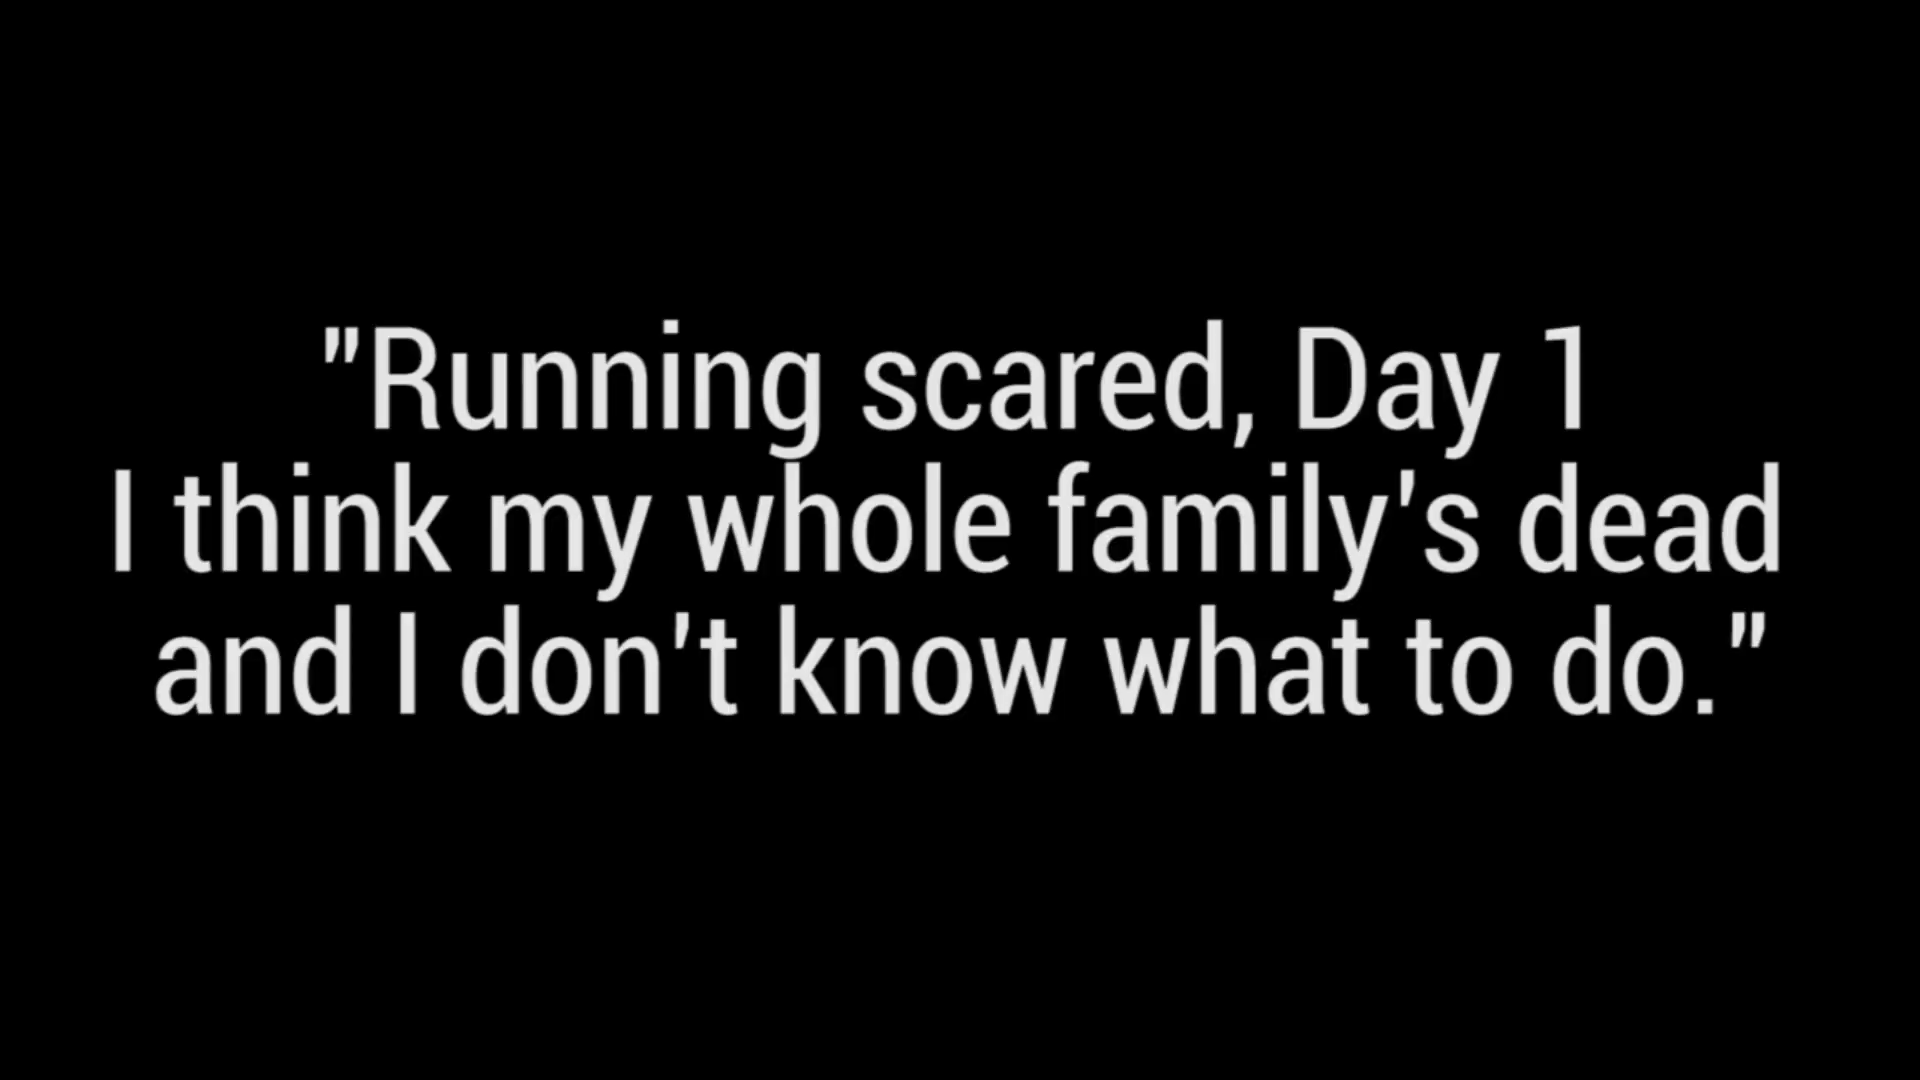 "Running scared, Day 1
I think my whole family's dead
and I don't know what to do."